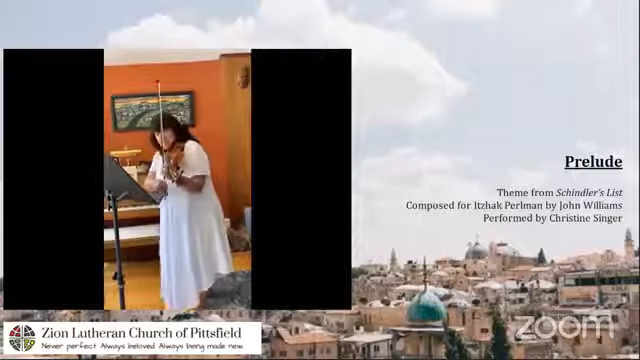 Prelude
Theme from Schindler's List
Composed for Itzhak Perlman by John Williams
Performed by Christine Singer
Zion Lutheran Church of Pittsfield
Never perfect. Always beloved. Always being made new.
zoom